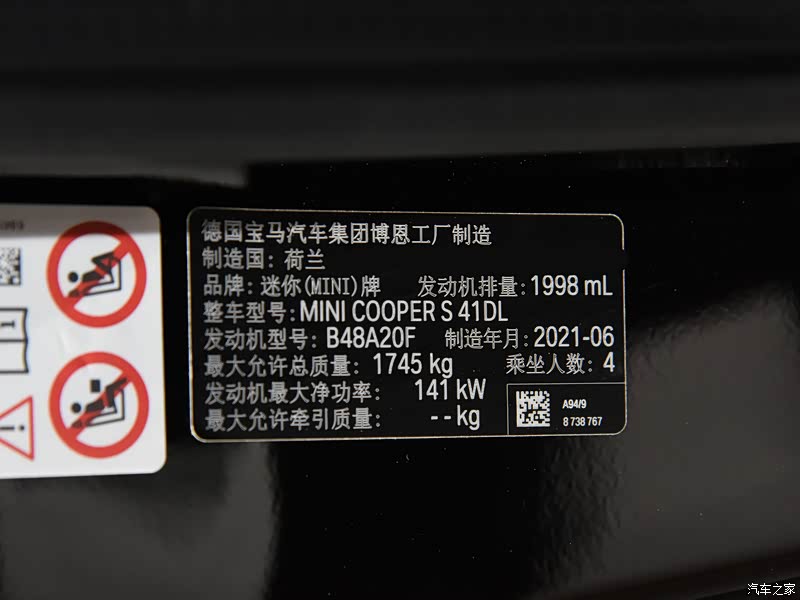 德国宝马汽车集团博恩工厂制造
制造国: 荷兰
品牌: 迷你(MINI)牌 发动机排量: 1998 mL
整车型号: MINI COOPER S 41DL
发动机型号: B48A20F 制造年月: 2021-06
最大允许总质量: 1745 kg 乘坐人数: 4
发动机最大净功率: 141 kW
最大允许牵引质量: --kg
A94/9
8 738 767
汽车之家